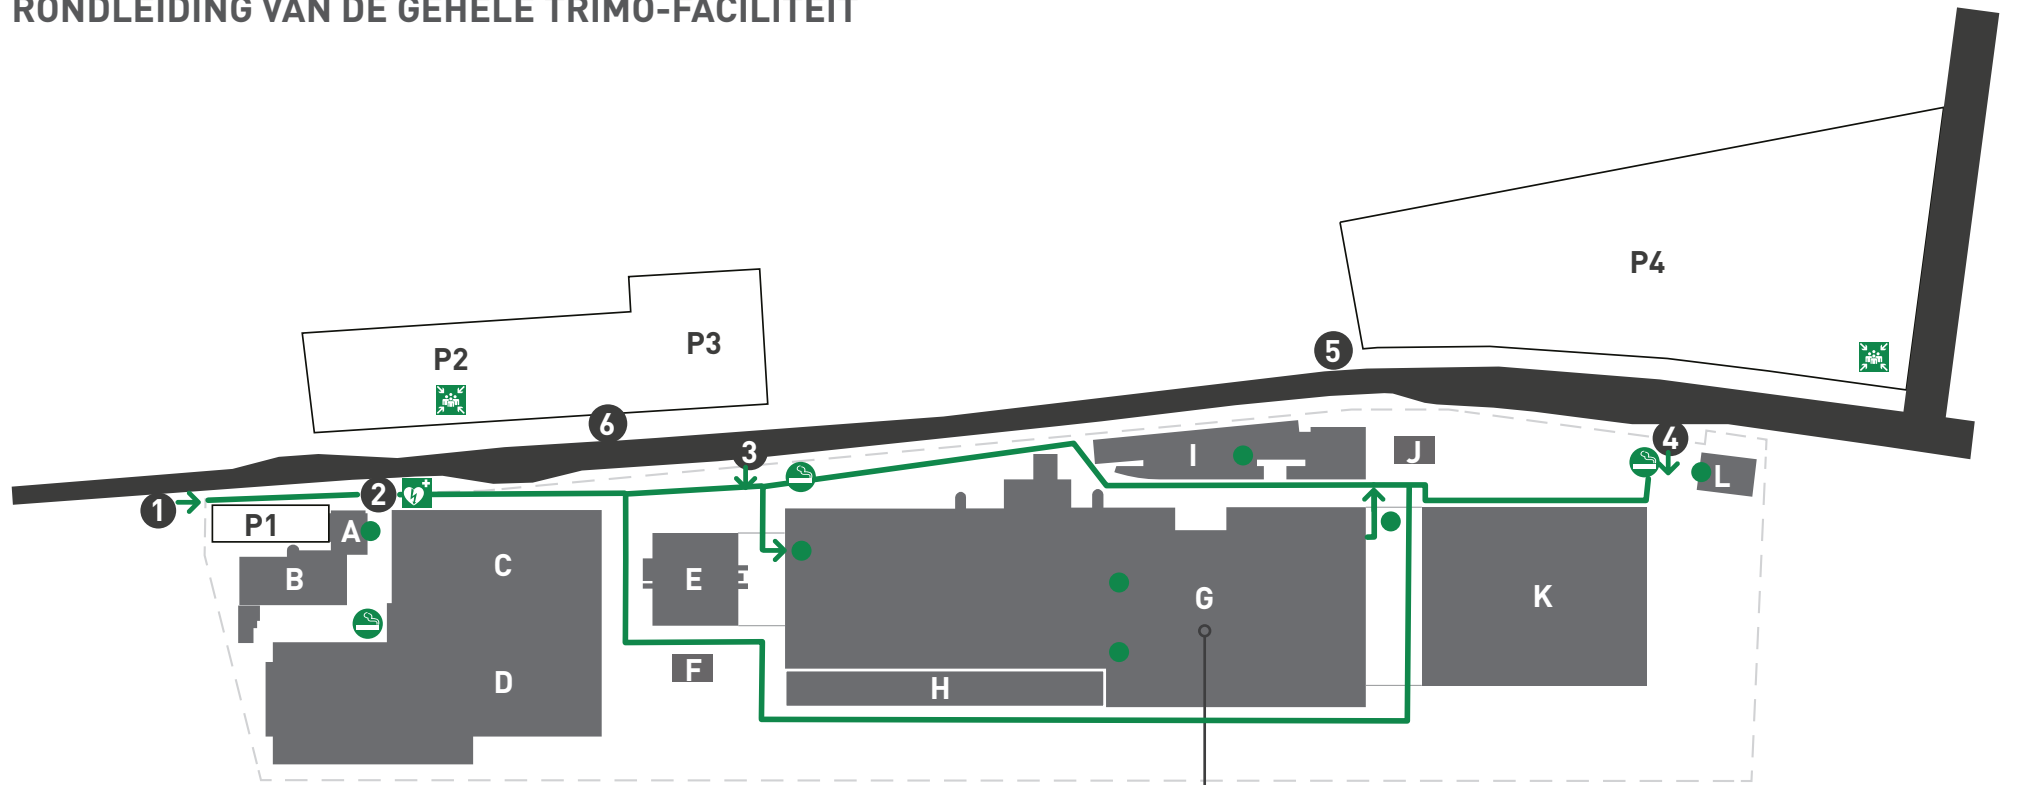 RONDLEIDING VAN DE GEHELE TRIMO-FACILITEIT
P4
P3
P2
5
6
3
4
I
J
L
2
1
P1
A
B
C
E
G
K
F
D
H